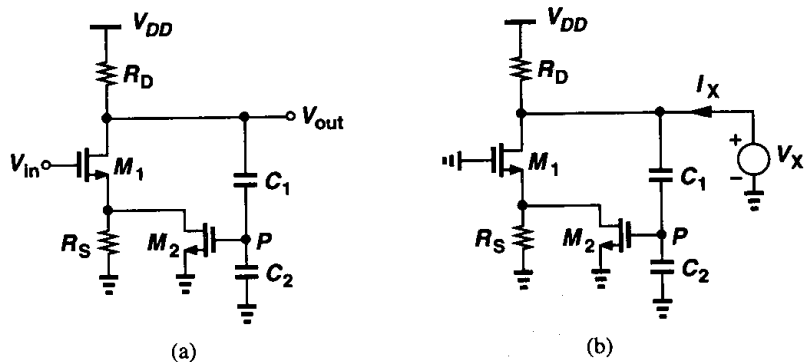 V_DD
R_D
V_out
V_in
M_1
C_1
R_S
M_2
P
C_2
(a)
V_DD
R_D
I_X
+
V_X
−
M_1
C_1
R_S
M_2
P
C_2
(b)